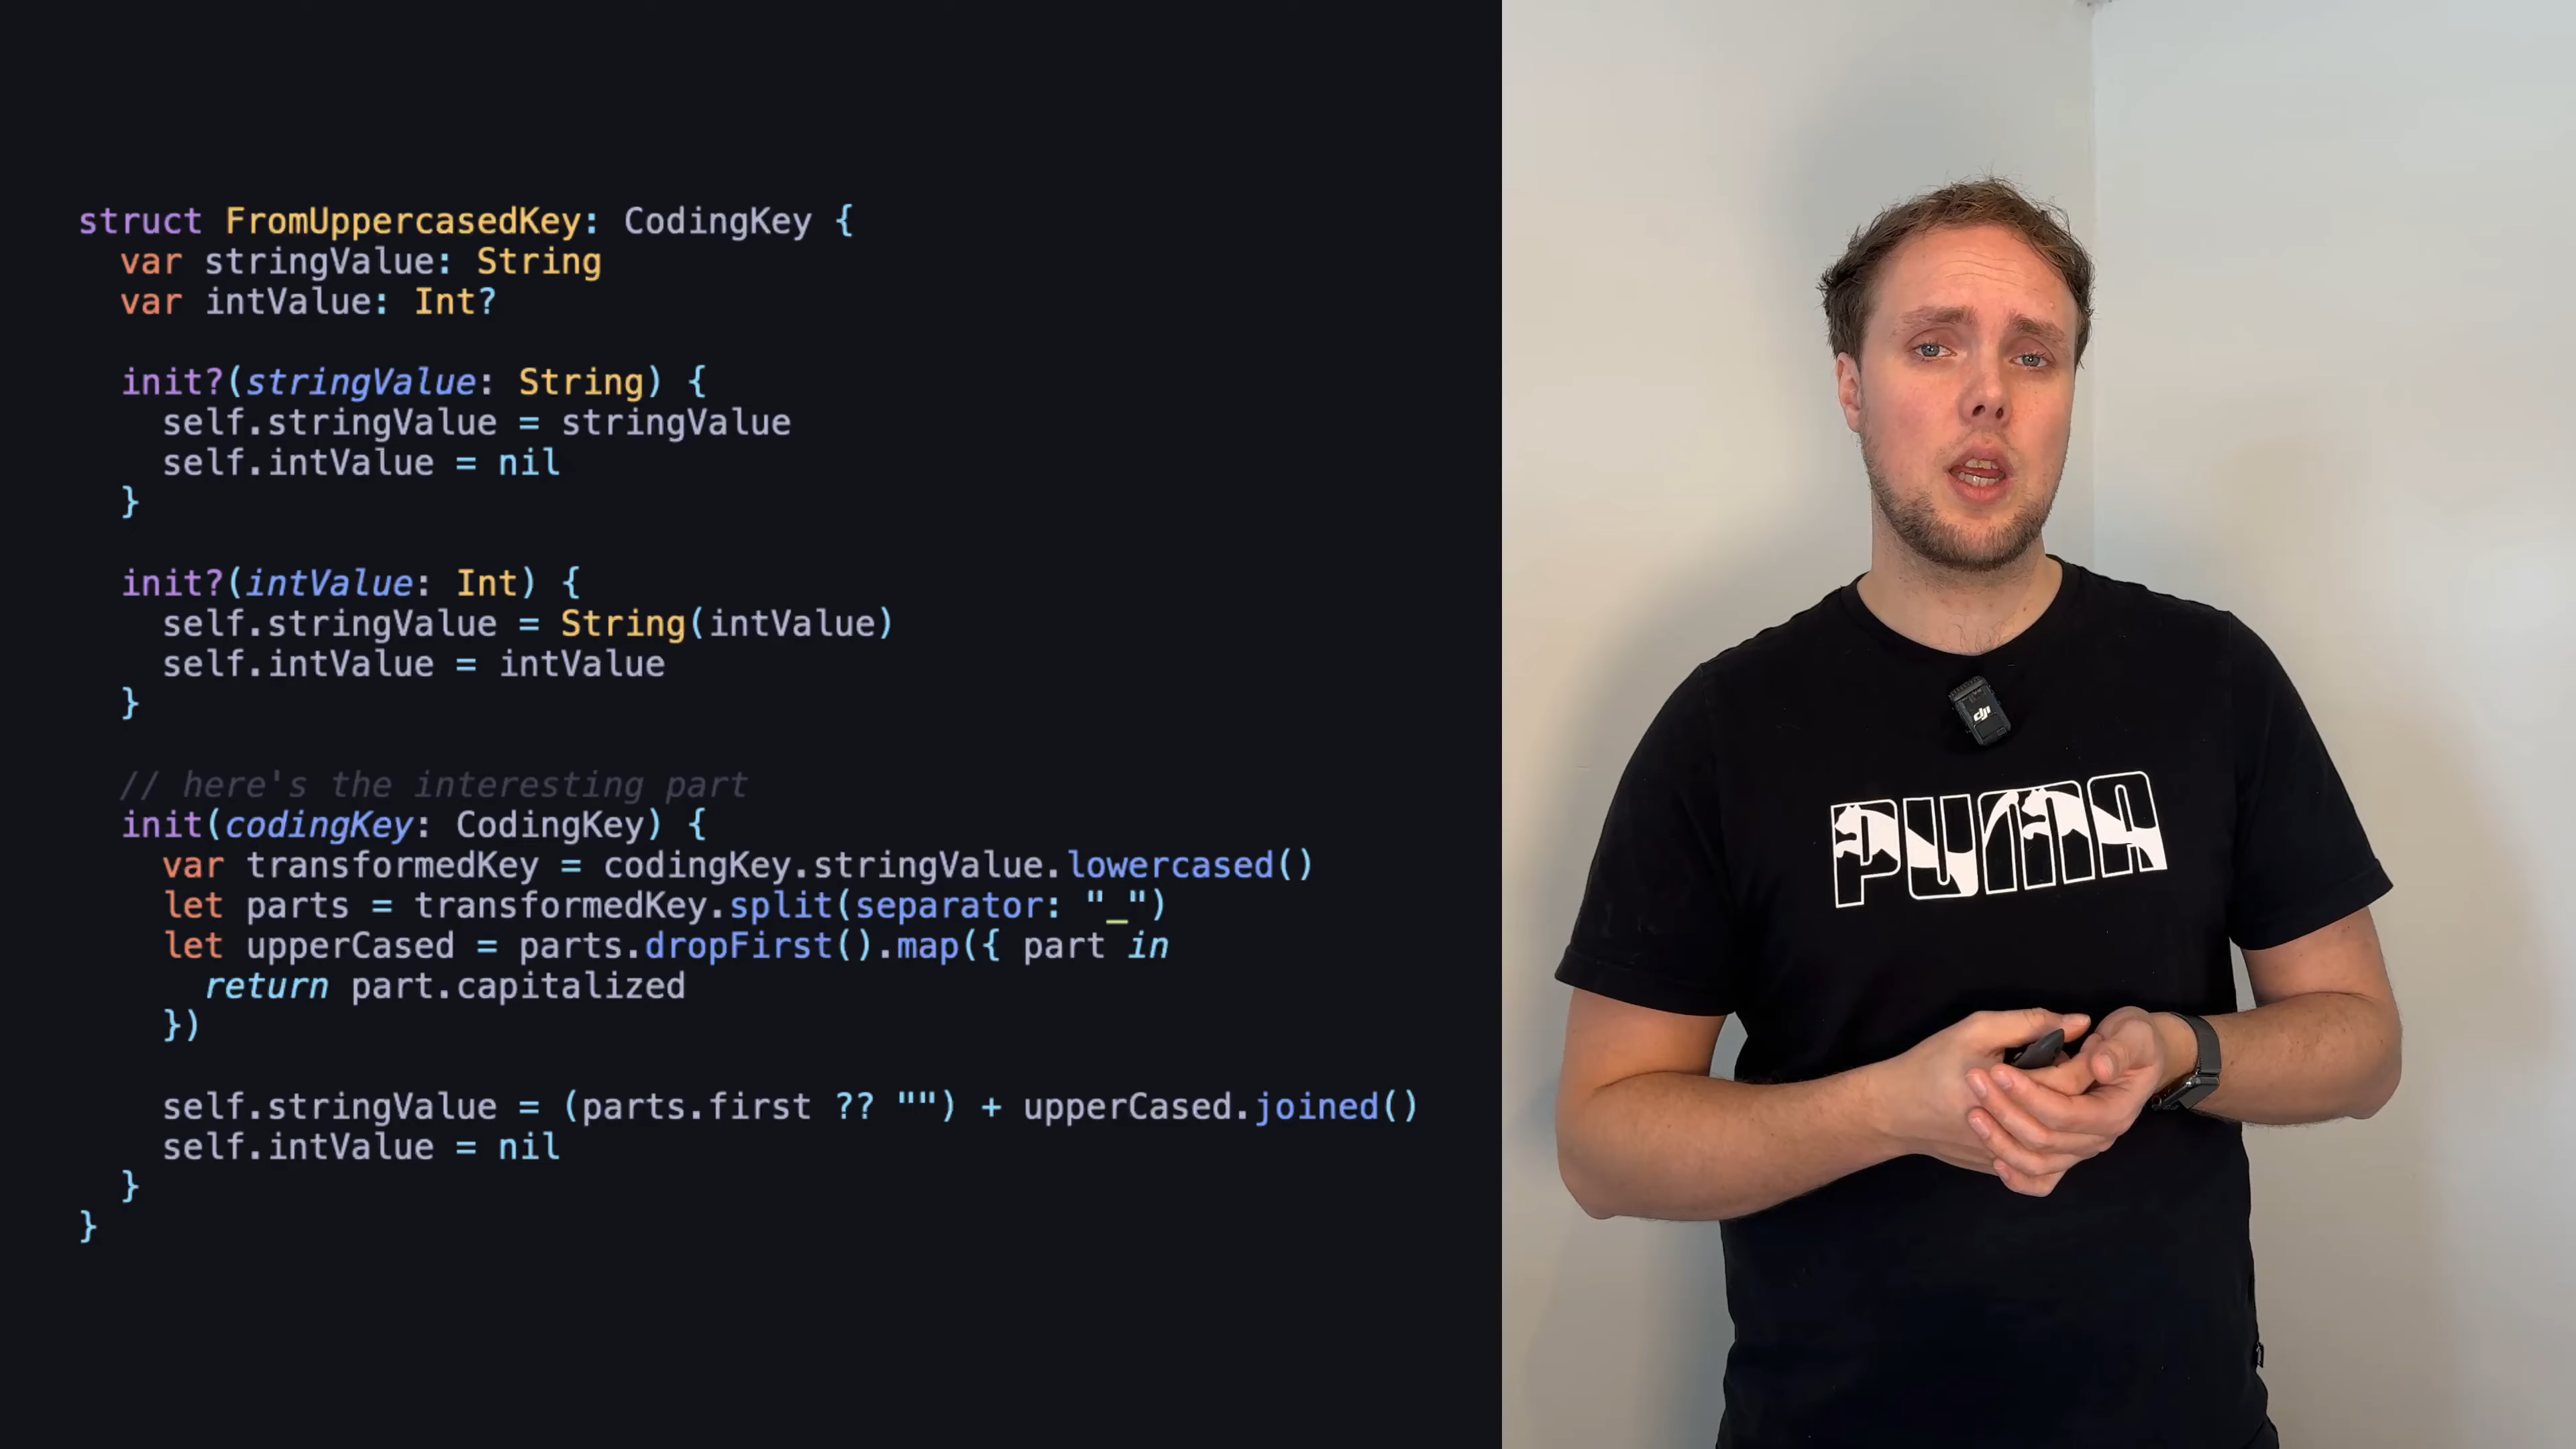 struct FromUppercasedKey: CodingKey {
  var stringValue: String
  var intValue: Int?

  init?(stringValue: String) {
    self.stringValue = stringValue
    self.intValue = nil
  }

  init?(intValue: Int) {
    self.stringValue = String(intValue)
    self.intValue = intValue
  }

  // here's the interesting part
  init(codingKey: CodingKey) {
    var transformedKey = codingKey.stringValue.lowercased()
    let parts = transformedKey.split(separator: "_")
    let upperCased = parts.dropFirst().map({ part in
      return part.capitalized
    })

    self.stringValue = (parts.first ?? "") + upperCased.joined()
    self.intValue = nil
  }
}
dji
PUMA